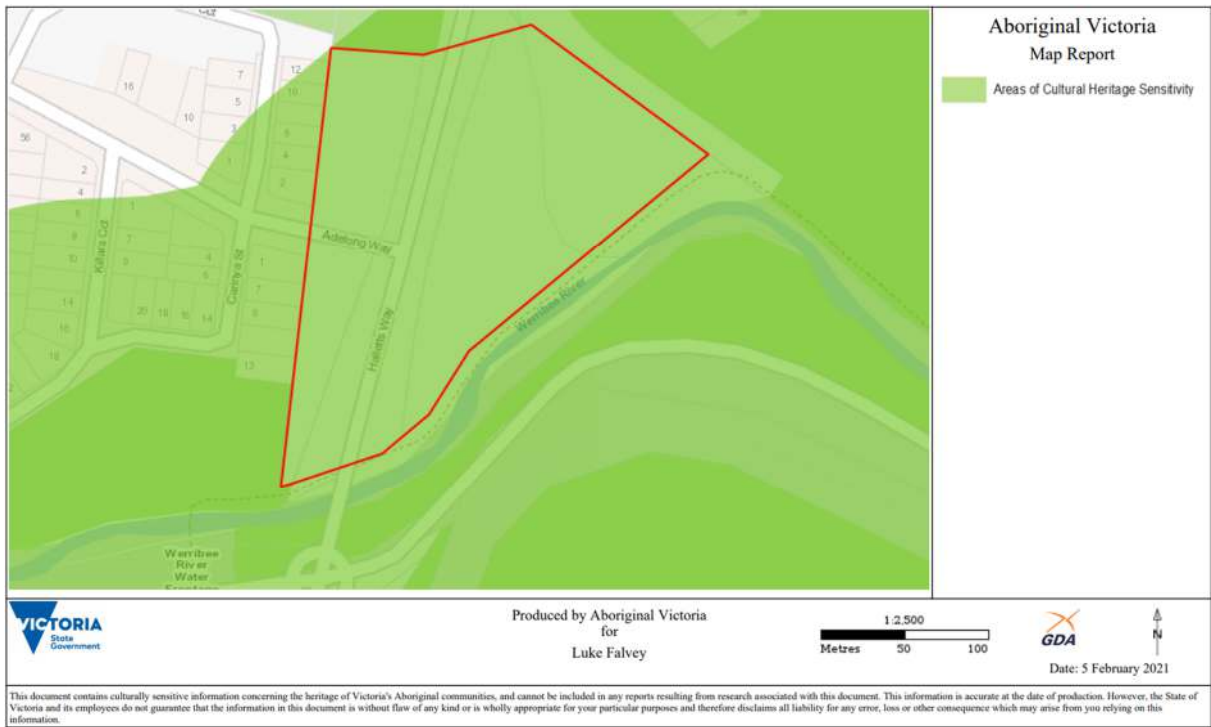 Aboriginal Victoria
Map Report
Areas of Cultural Heritage Sensitivity
Cct
16
10
7
5
3
1
12
10
6
4
2
56
2
4
6
9
10
14
16
18
1
7
9
4
6
20
18
16
14
1
7
9
13
Killara Cct
Adelong Way
Halletts Way
Werribee River
Werribee
River
Water
VICTORIA
State
Government
Produced by Aboriginal Victoria
for
Luke Falvey
1:2,500
Metres 50 100
GDA
N
Date: 5 February 2021
This document contains culturally sensitive information concerning the heritage of Victoria's Aboriginal communities, and cannot be included in any reports resulting from research associated with this document. This information is accurate at the date of production. However, the State of
Victoria and its employees do not guarantee that the information in this document is without flaw of any kind or is wholly appropriate for your particular purposes and therefore disclaims all liability for any error, loss or other consequence which may arise from you relying on this
information.